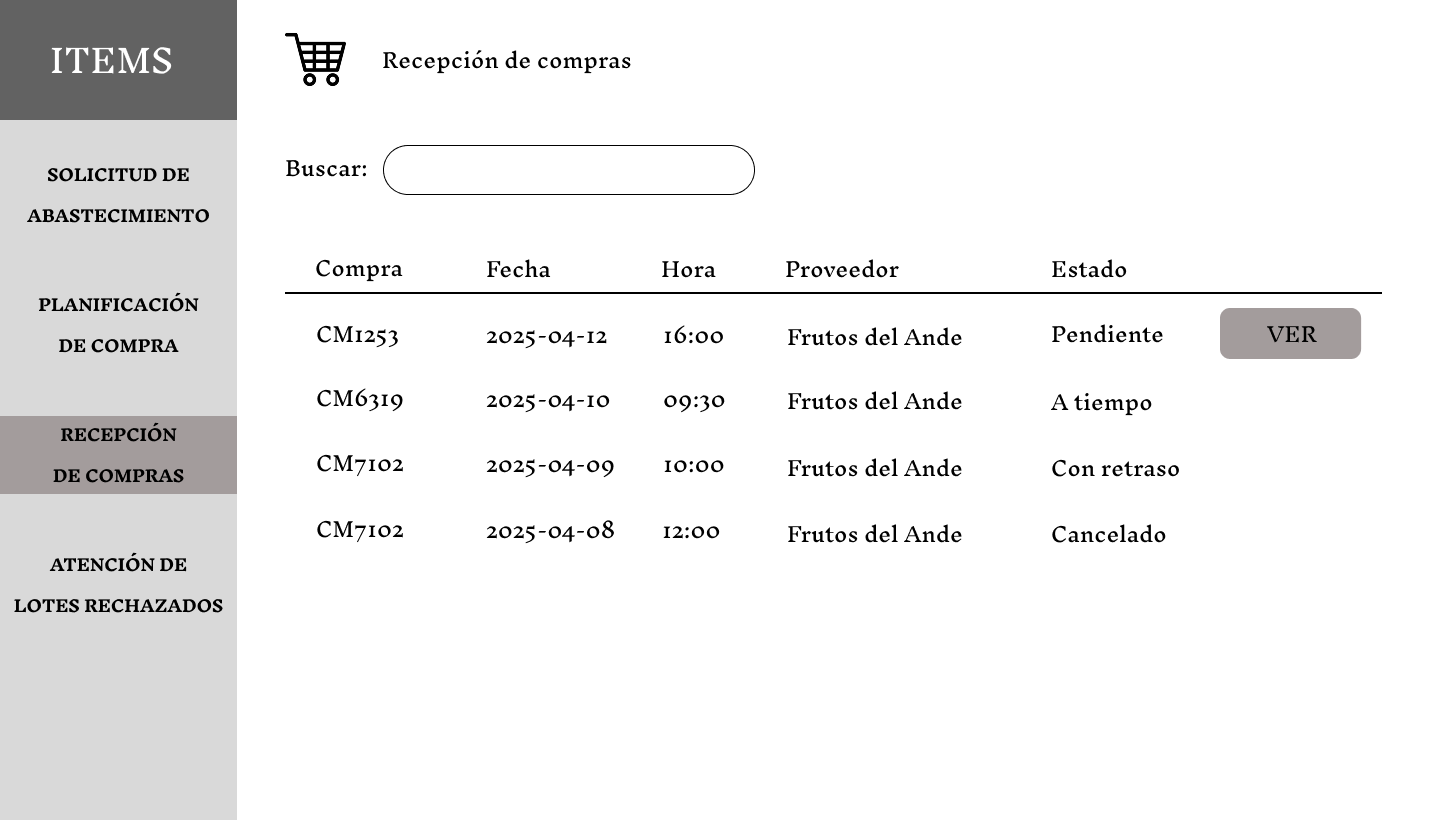 ITEMS
SOLICITUD DE
ABASTECIMIENTO
PLANIFICACIÓN
DE COMPRA
RECEPCIÓN
DE COMPRAS
ATENCIÓN DE
LOTES RECHAZADOS
Recepción de compras
Buscar:
Compra Fecha Hora Proveedor Estado
CM1253 2025-04-12 16:00 Frutos del Ande Pendiente VER
CM6319 2025-04-10 09:30 Frutos del Ande A tiempo
CM7102 2025-04-09 10:00 Frutos del Ande Con retraso
CM7102 2025-04-08 12:00 Frutos del Ande Cancelado